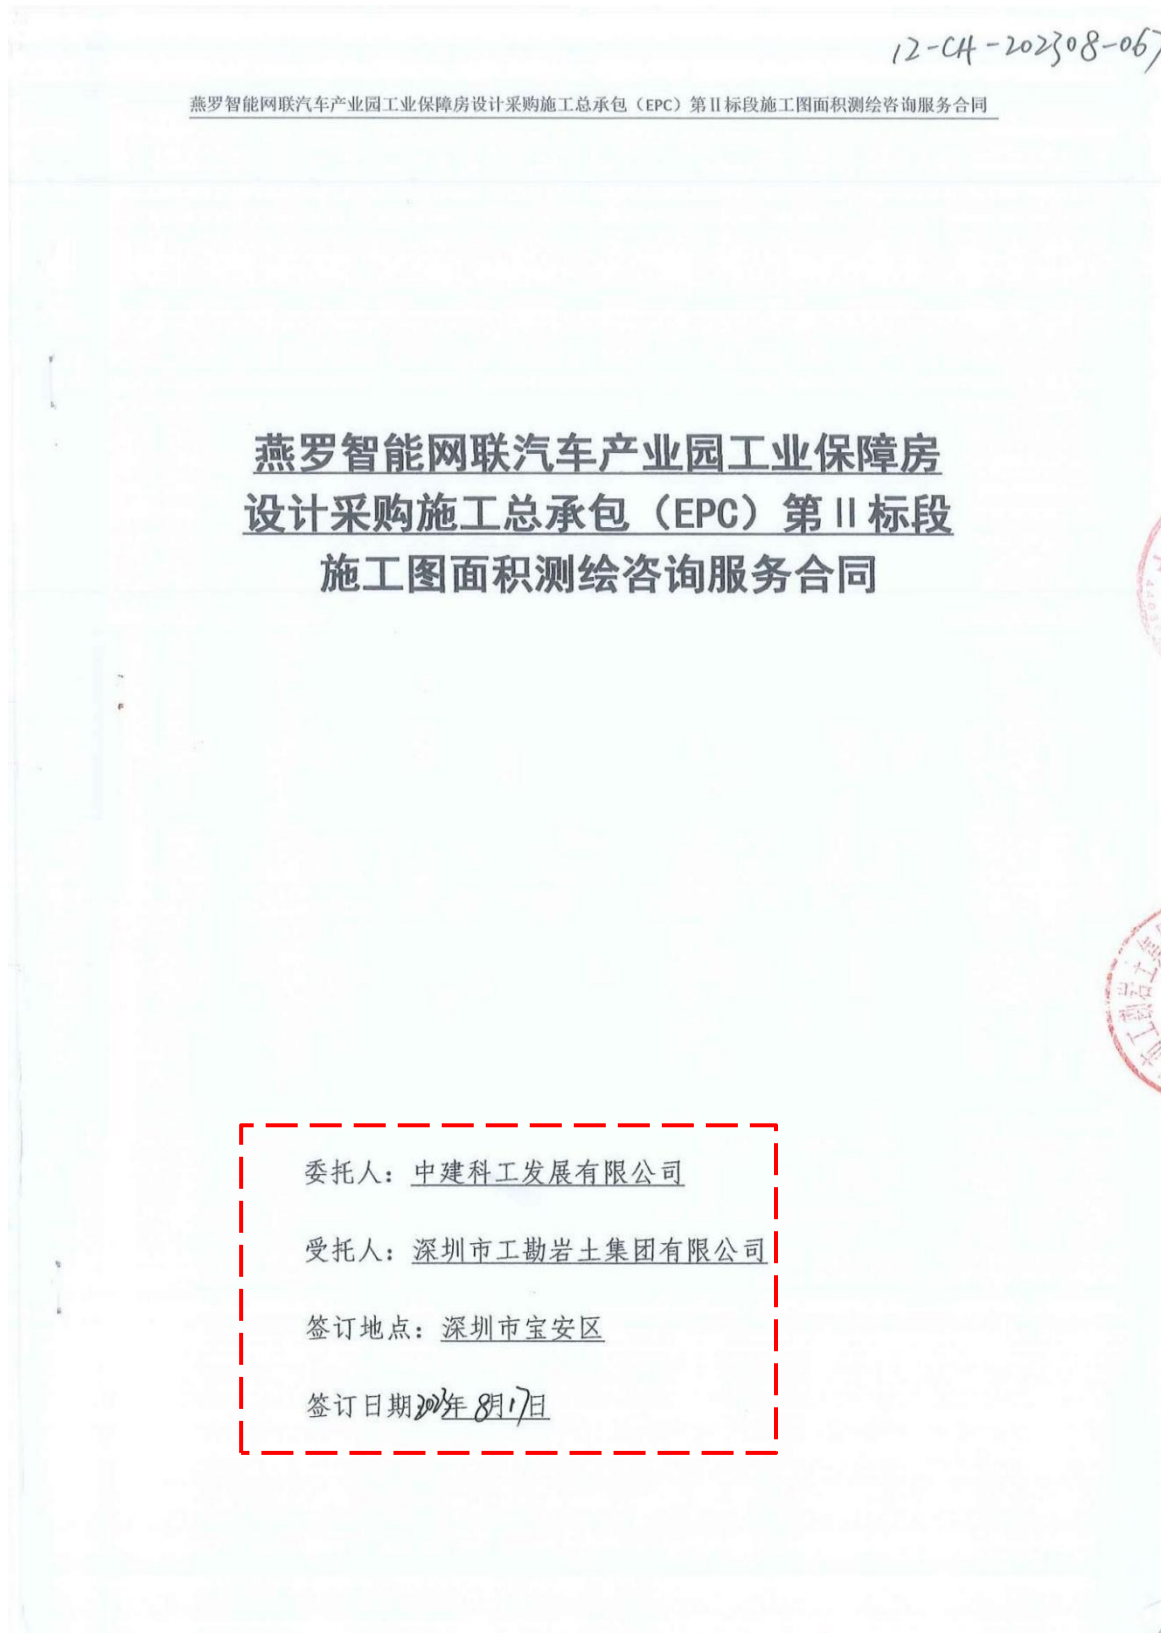 12-CH-202308-067
燕罗智能网联汽车产业园工业保障房设计采购施工总承包（EPC）第II标段施工图面积测绘咨询服务合同
燕罗智能网联汽车产业园工业保障房
设计采购施工总承包（EPC）第II标段
施工图面积测绘咨询服务合同
工勘岩土集
委托人：中建科工发展有限公司
受托人：深圳市工勘岩土集团有限公司
签订地点：深圳市宝安区
签订日期2023年8月17日